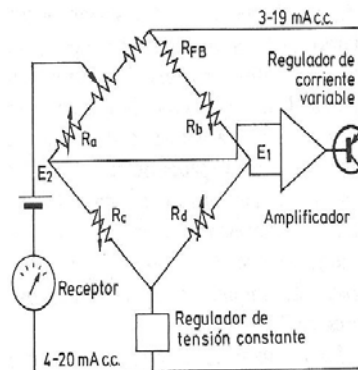 3-19 mA c.c.
Regulador de
corriente
variable
R_FB
R_a
R_b
E_2
E_1
R_c
R_d
Amplificador
Receptor
Regulador de
tensión constante
4-20 mA c.c.